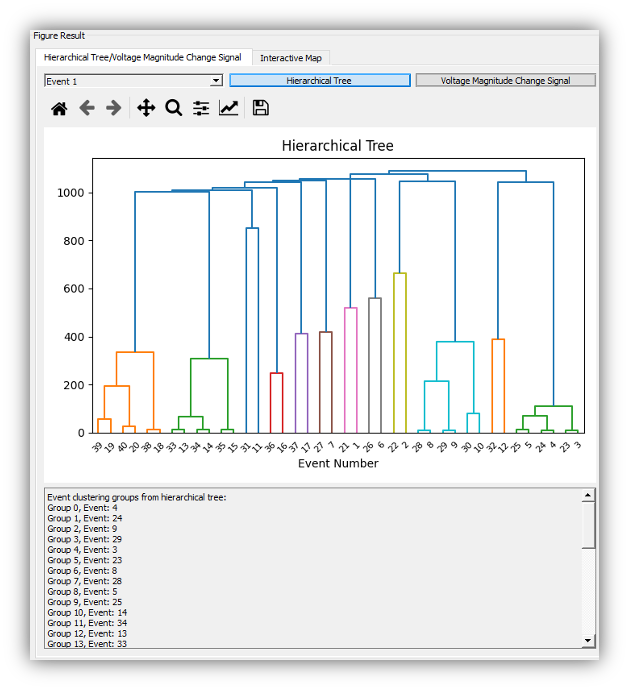 Figure Result
Hierarchical Tree/Voltage Magnitude Change Signal Interactive Map
Event 1 Hierarchical Tree Voltage Magnitude Change Signal
Hierarchical Tree
1000
800
600
400
200
0
39 19 40 20 38 18 33 13 34 14 35 15 31 11 36 16 37 17 27 7 21 1 26 6 22 2 28 8 29 9 30 10 32 12 25 5 24 4 23 3
Event Number
Event clustering groups from hierarchical tree:
Group 0, Event: 4
Group 1, Event: 24
Group 2, Event: 9
Group 3, Event: 29
Group 4, Event: 3
Group 5, Event: 23
Group 6, Event: 8
Group 7, Event: 28
Group 8, Event: 5
Group 9, Event: 25
Group 10, Event: 14
Group 11, Event: 34
Group 12, Event: 13
Group 13, Event: 33